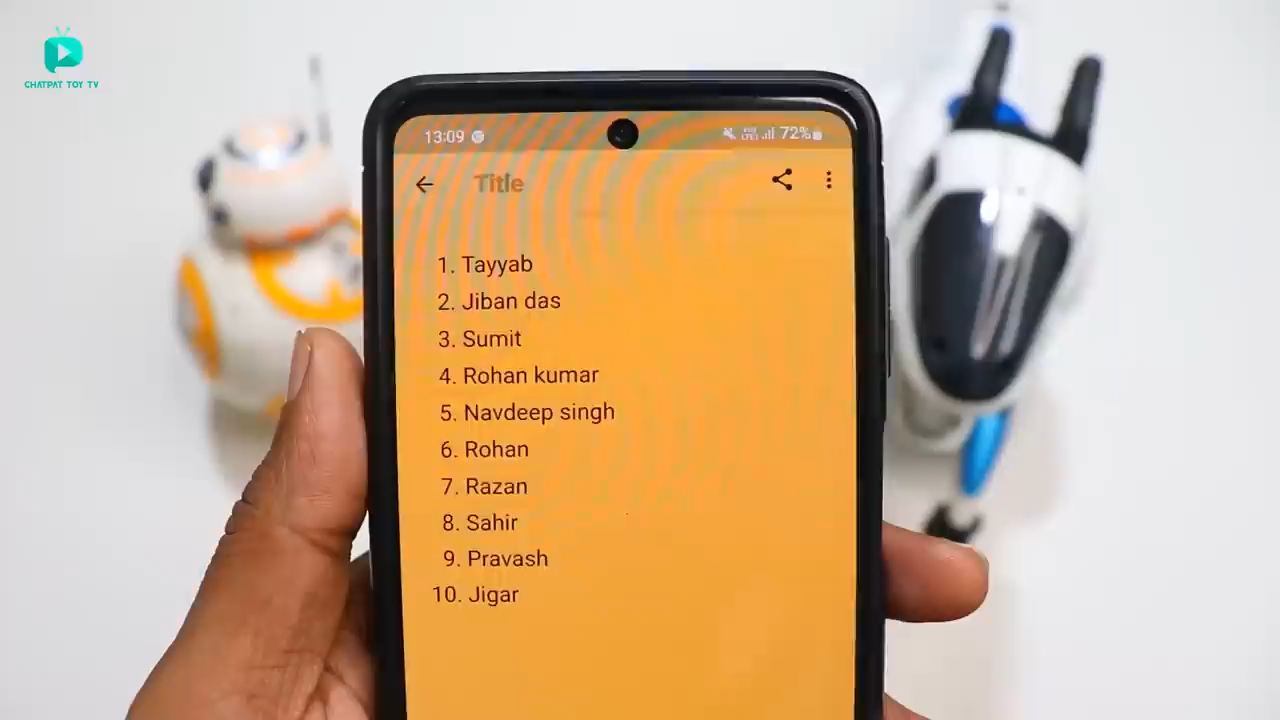 CHATPAT TOY TV
13:09 72%
Title
1. Tayyab
2. Jiban das
3. Sumit
4. Rohan kumar
5. Navdeep singh
6. Rohan
7. Razan
8. Sahir
9. Pravash
10. Jigar